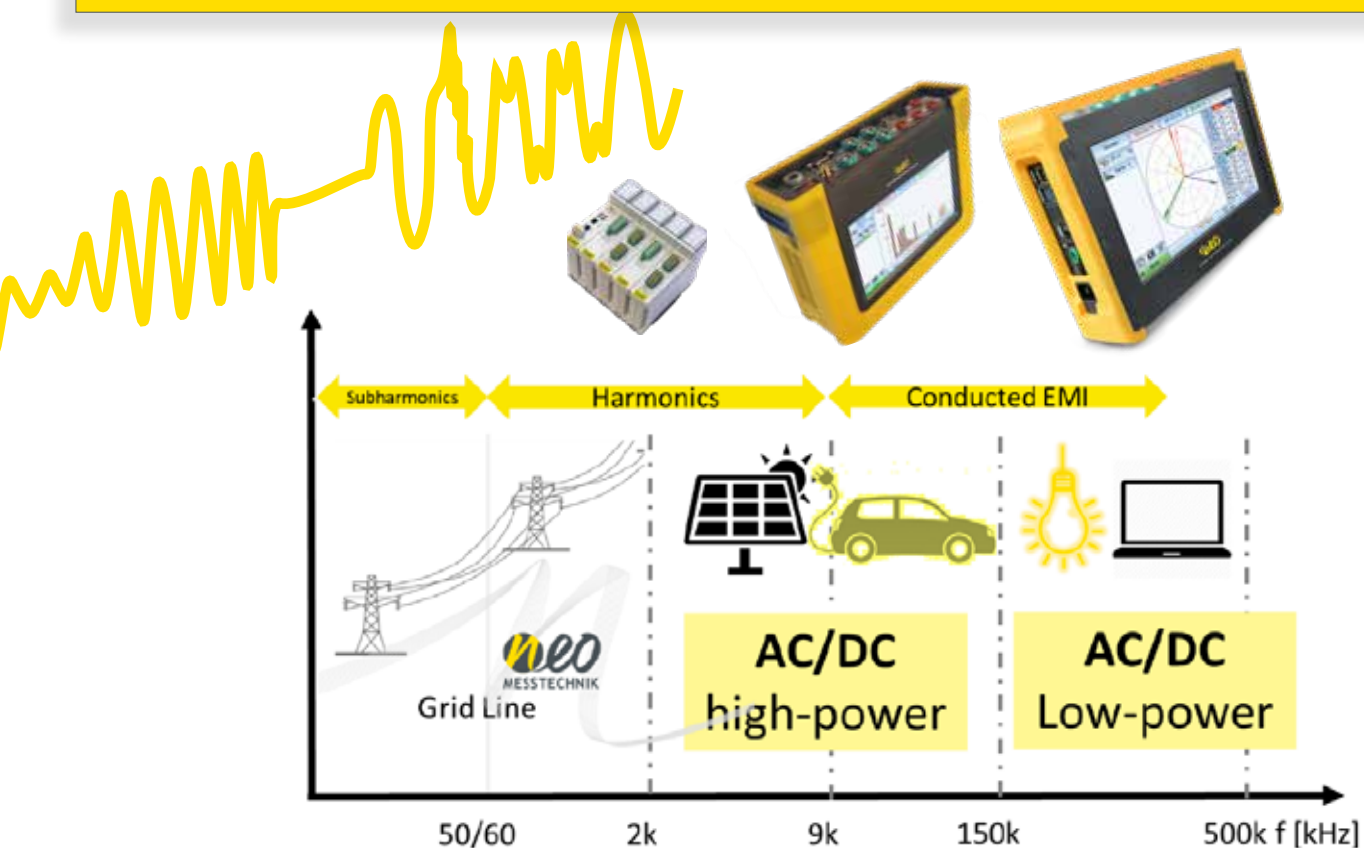 Subharmonics
Harmonics
Conducted EMI
neo
MESSTECHNIK
Grid Line
AC/DC
high-power
AC/DC
Low-power
50/60
2k
9k
150k
500k f [kHz]